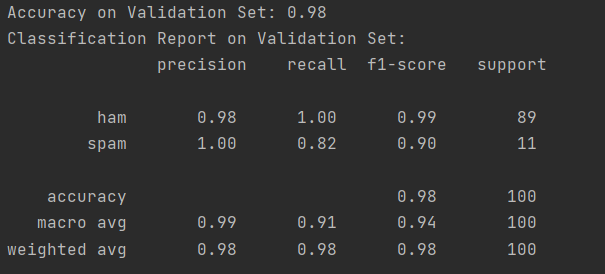 Accuracy on Validation Set: 0.98
Classification Report on Validation Set:
              precision    recall  f1-score   support

         ham       0.98      1.00      0.99        89
        spam       1.00      0.82      0.90        11

    accuracy                           0.98       100
   macro avg       0.99      0.91      0.94       100
weighted avg       0.98      0.98      0.98       100